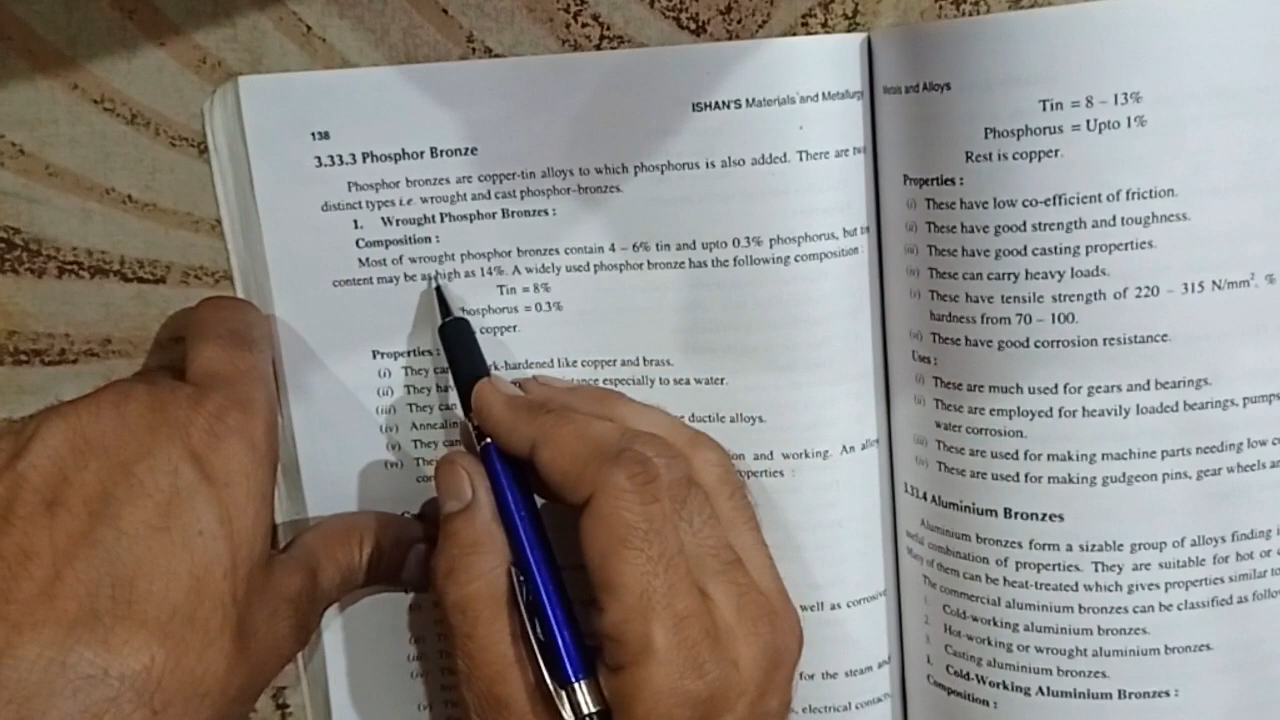 138
ISHAN'S Materials and Metallurgy
3.33.3 Phosphor Bronze
Phosphor bronzes are copper-tin alloys to which phosphorus is also added. There are two
distinct types i.e. wrought and cast phosphor-bronzes.
1. Wrought Phosphor Bronzes :
Composition :
Most of wrought phosphor bronzes contain 4 – 6% tin and upto 0.3% phosphorus, but tin
content may be as high as 14%. A widely used phosphor bronze has the following composition :
Tin = 8%
hosphorus = 0.3%
copper.
Properties :
(i) They can rk-hardened like copper and brass.
(ii) They hav tance especially to sea water.
(iii) They can e ductile alloys.
(iv) Annealin
(v) They can
(vi) The ion and working. An alloy
con operties :
well as corrosive
for the steam and
, electrical contacts
Metals and Alloys
Tin = 8 – 13%
Phosphorus = Upto 1%
Rest is copper.
Properties :
(i) These have low co-efficient of friction.
(ii) These have good strength and toughness.
(iii) These have good casting properties.
(iv) These can carry heavy loads.
(v) These have tensile strength of 220 – 315 N/mm², %
hardness from 70 – 100.
(vi) These have good corrosion resistance.
Uses :
(i) These are much used for gears and bearings.
(ii) These are employed for heavily loaded bearings, pumps
water corrosion.
(iii) These are used for making machine parts needing low c
(iv) These are used for making gudgeon pins, gear wheels an
3.33.4 Aluminium Bronzes
Aluminium bronzes form a sizable group of alloys finding
useful combination of properties. They are suitable for hot or
Many of them can be heat-treated which gives properties similar to
The commercial aluminium bronzes can be classified as follow
1. Cold-working aluminium bronzes.
2. Hot-working or wrought aluminium bronzes.
3. Casting aluminium bronzes.
1. Cold-Working Aluminium Bronzes :
Composition :